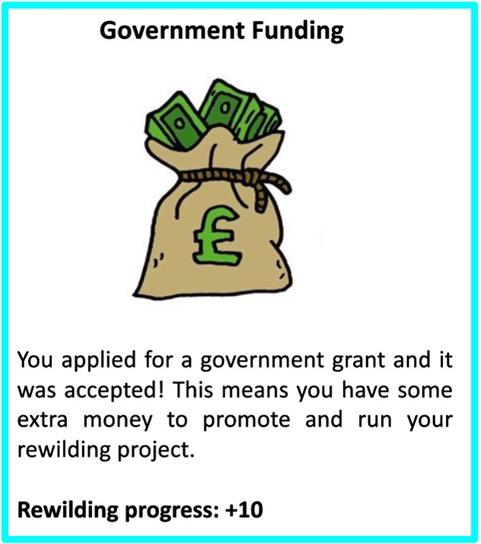 Government Funding
£
You applied for a government grant and it
was accepted! This means you have some
extra money to promote and run your
rewilding project.
Rewilding progress: +10